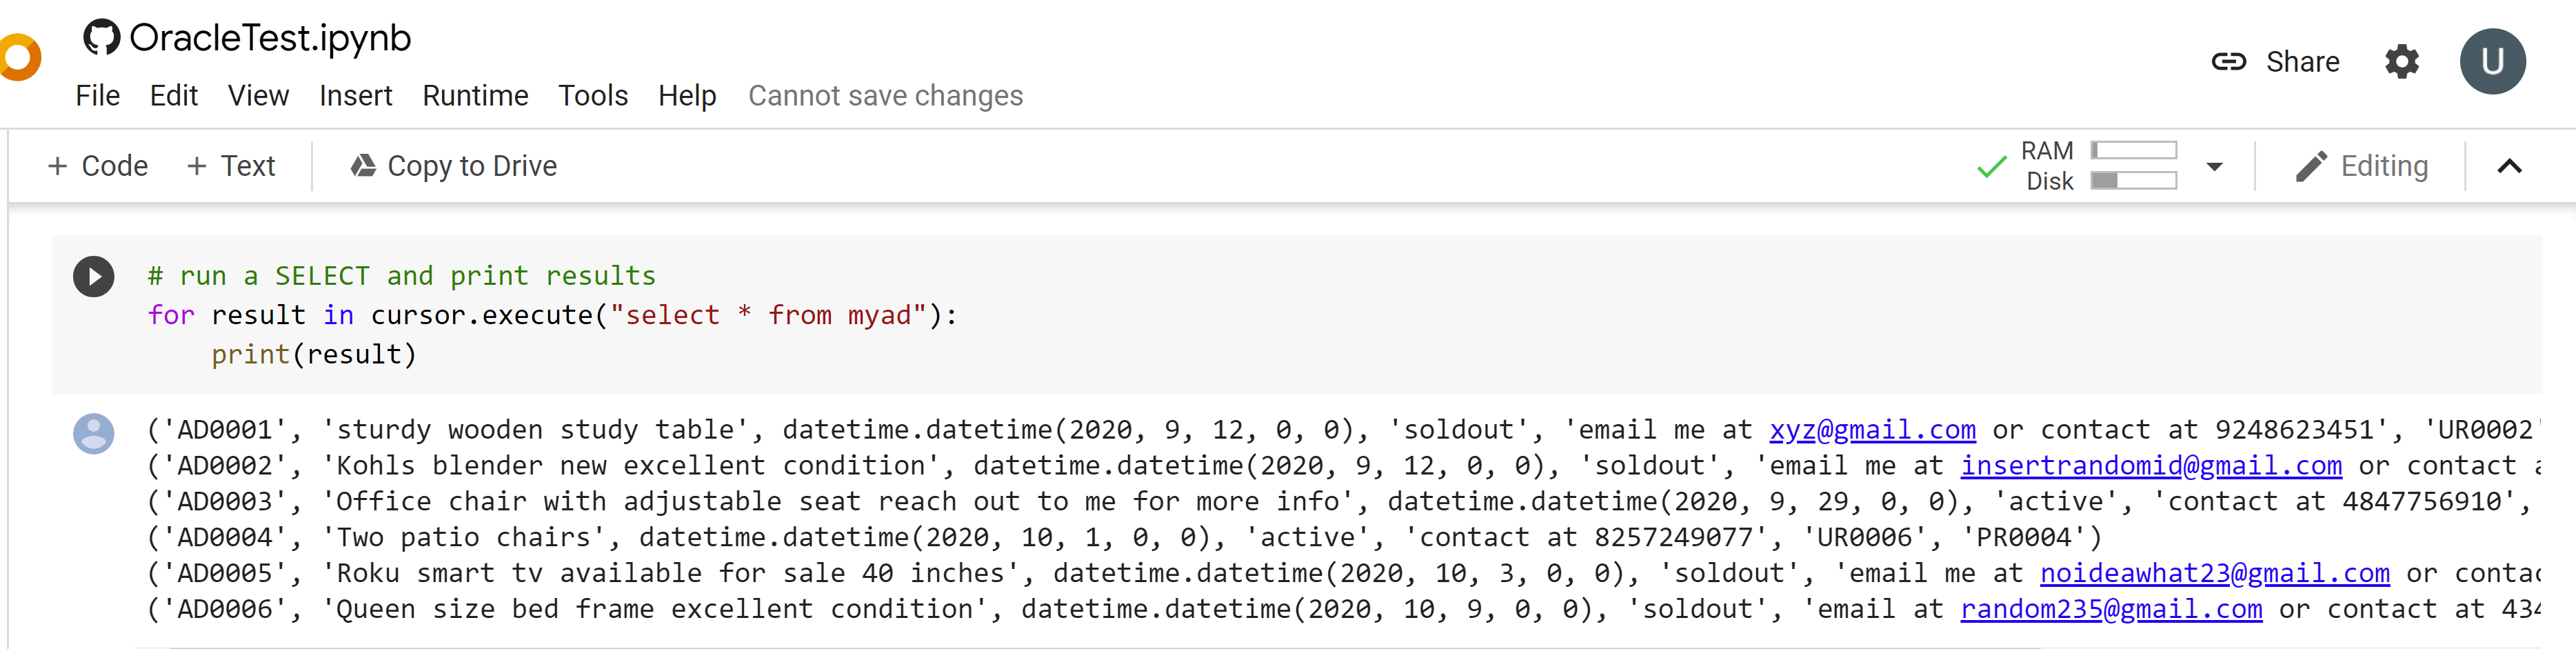 OracleTest.ipynb
File Edit View Insert Runtime Tools Help Cannot save changes
Share
U
+ Code + Text Copy to Drive
RAM
Disk
Editing
# run a SELECT and print results
for result in cursor.execute("select * from myad"):
    print(result)
('AD0001', 'sturdy wooden study table', datetime.datetime(2020, 9, 12, 0, 0), 'soldout', 'email me at xyz@gmail.com or contact at 9248623451', 'UR0002'
('AD0002', 'Kohls blender new excellent condition', datetime.datetime(2020, 9, 12, 0, 0), 'soldout', 'email me at insertrandomid@gmail.com or contact
('AD0003', 'Office chair with adjustable seat reach out to me for more info', datetime.datetime(2020, 9, 29, 0, 0), 'active', 'contact at 4847756910',
('AD0004', 'Two patio chairs', datetime.datetime(2020, 10, 1, 0, 0), 'active', 'contact at 8257249077', 'UR0006', 'PR0004')
('AD0005', 'Roku smart tv available for sale 40 inches', datetime.datetime(2020, 10, 3, 0, 0), 'soldout', 'email me at noideawhat23@gmail.com or
('AD0006', 'Queen size bed frame excellent condition', datetime.datetime(2020, 10, 9, 0, 0), 'soldout', 'email at random235@gmail.com or contact at